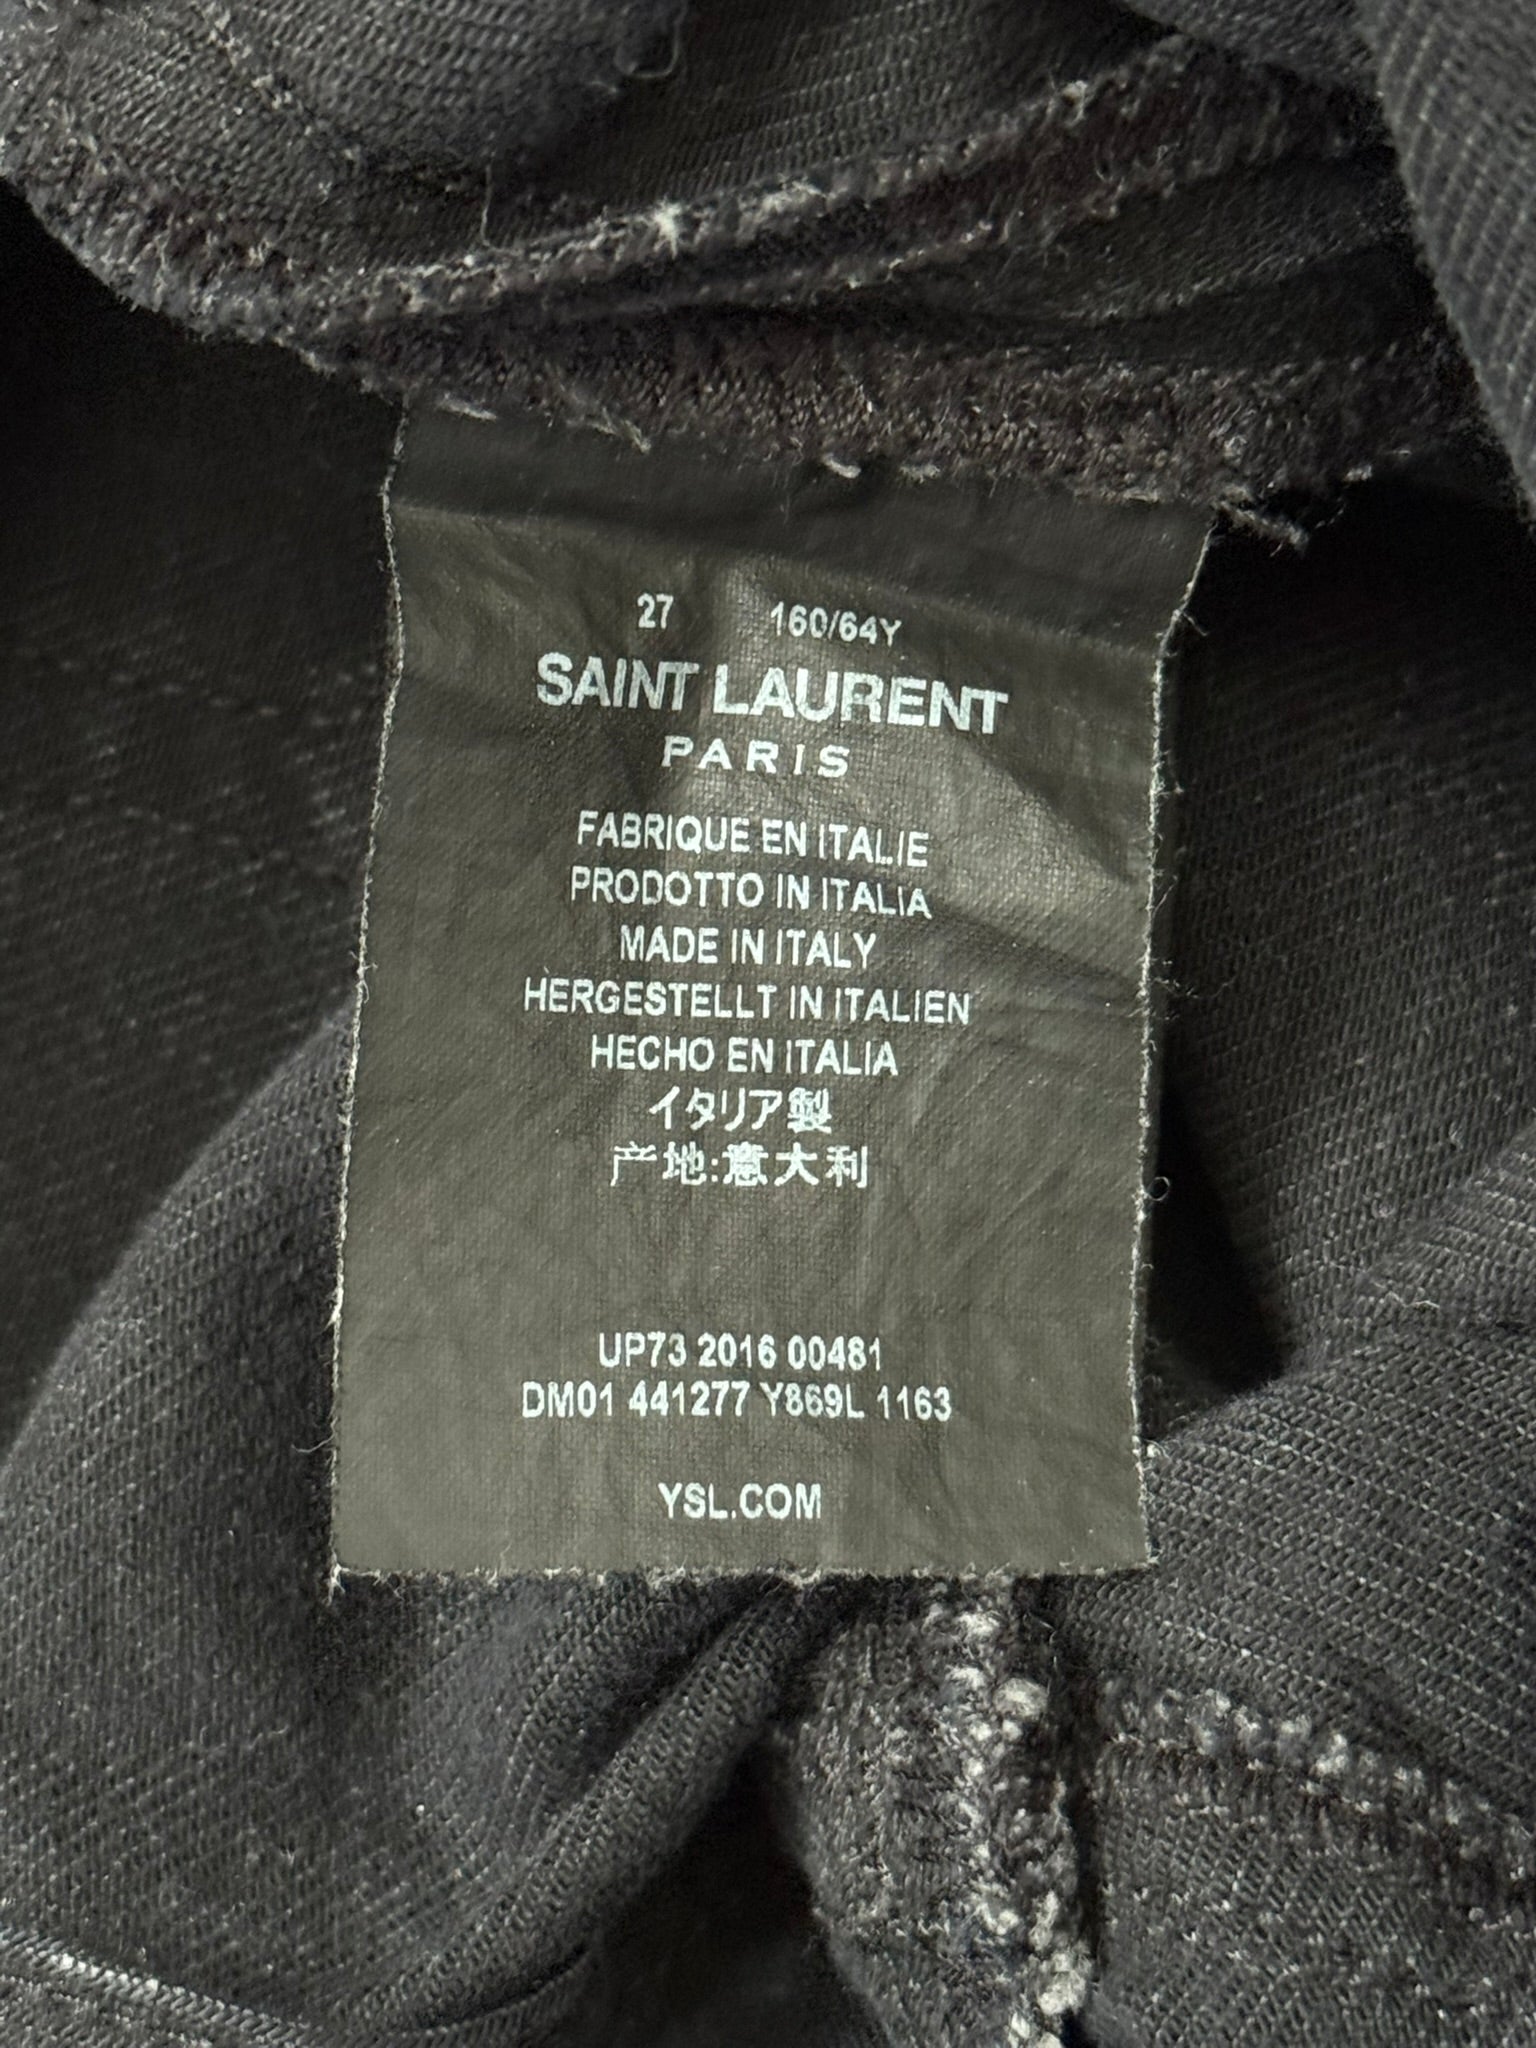 27 160/64Y
SAINT LAURENT
PARIS
FABRIQUE EN ITALIE
PRODOTTO IN ITALIA
MADE IN ITALY
HERGESTELLT IN ITALIEN
HECHO EN ITALIA
イタリア製
产地:意大利
UP73 2016 00481
DM01 441277 Y869L 1163
YSL.COM